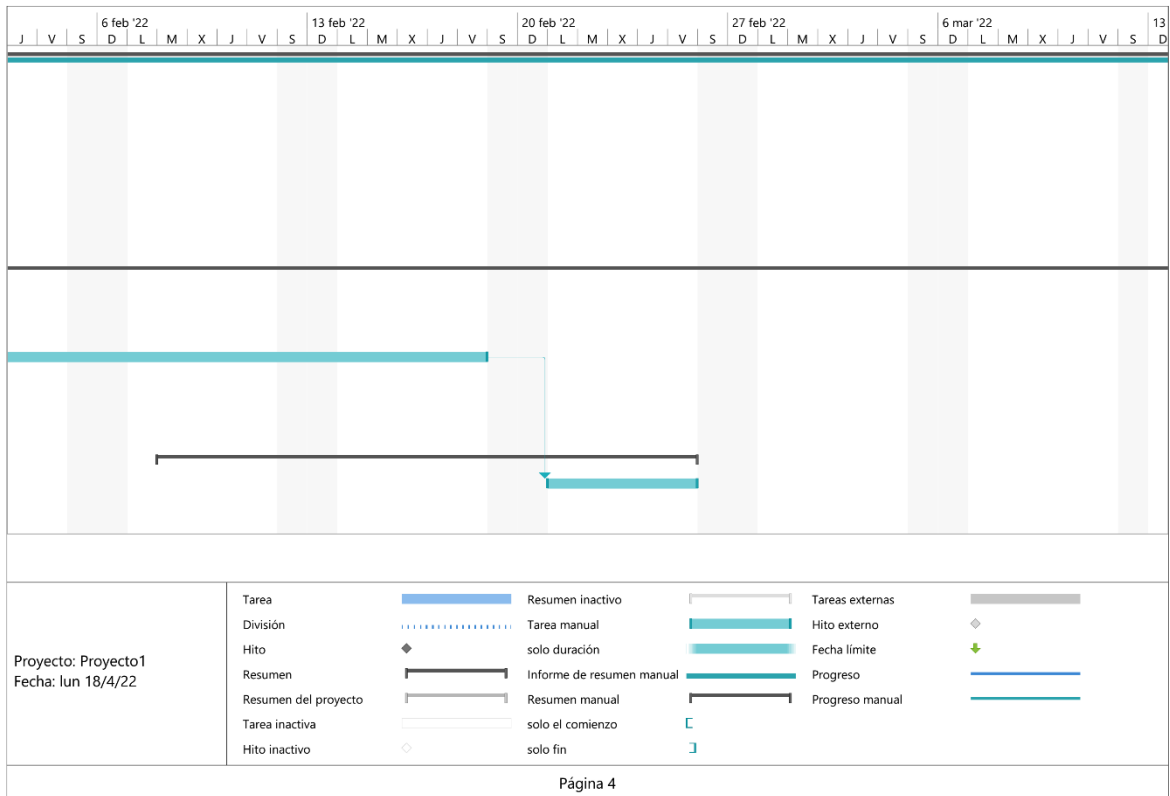 6 feb '22 13 feb '22 20 feb '22 27 feb '22 6 mar '22 13
J V S D L M X J V S D L M X J V S D L M X J V S D L M X J V S D L M X J V S D
Tarea Resumen inactivo Tareas externas
División Tarea manual Hito externo
Hito solo duración Fecha límite
Resumen Informe de resumen manual Progreso
Resumen del proyecto Resumen manual Progreso manual
Tarea inactiva solo el comienzo
Hito inactivo solo fin
Proyecto: Proyecto1
Fecha: lun 18/4/22
Página 4